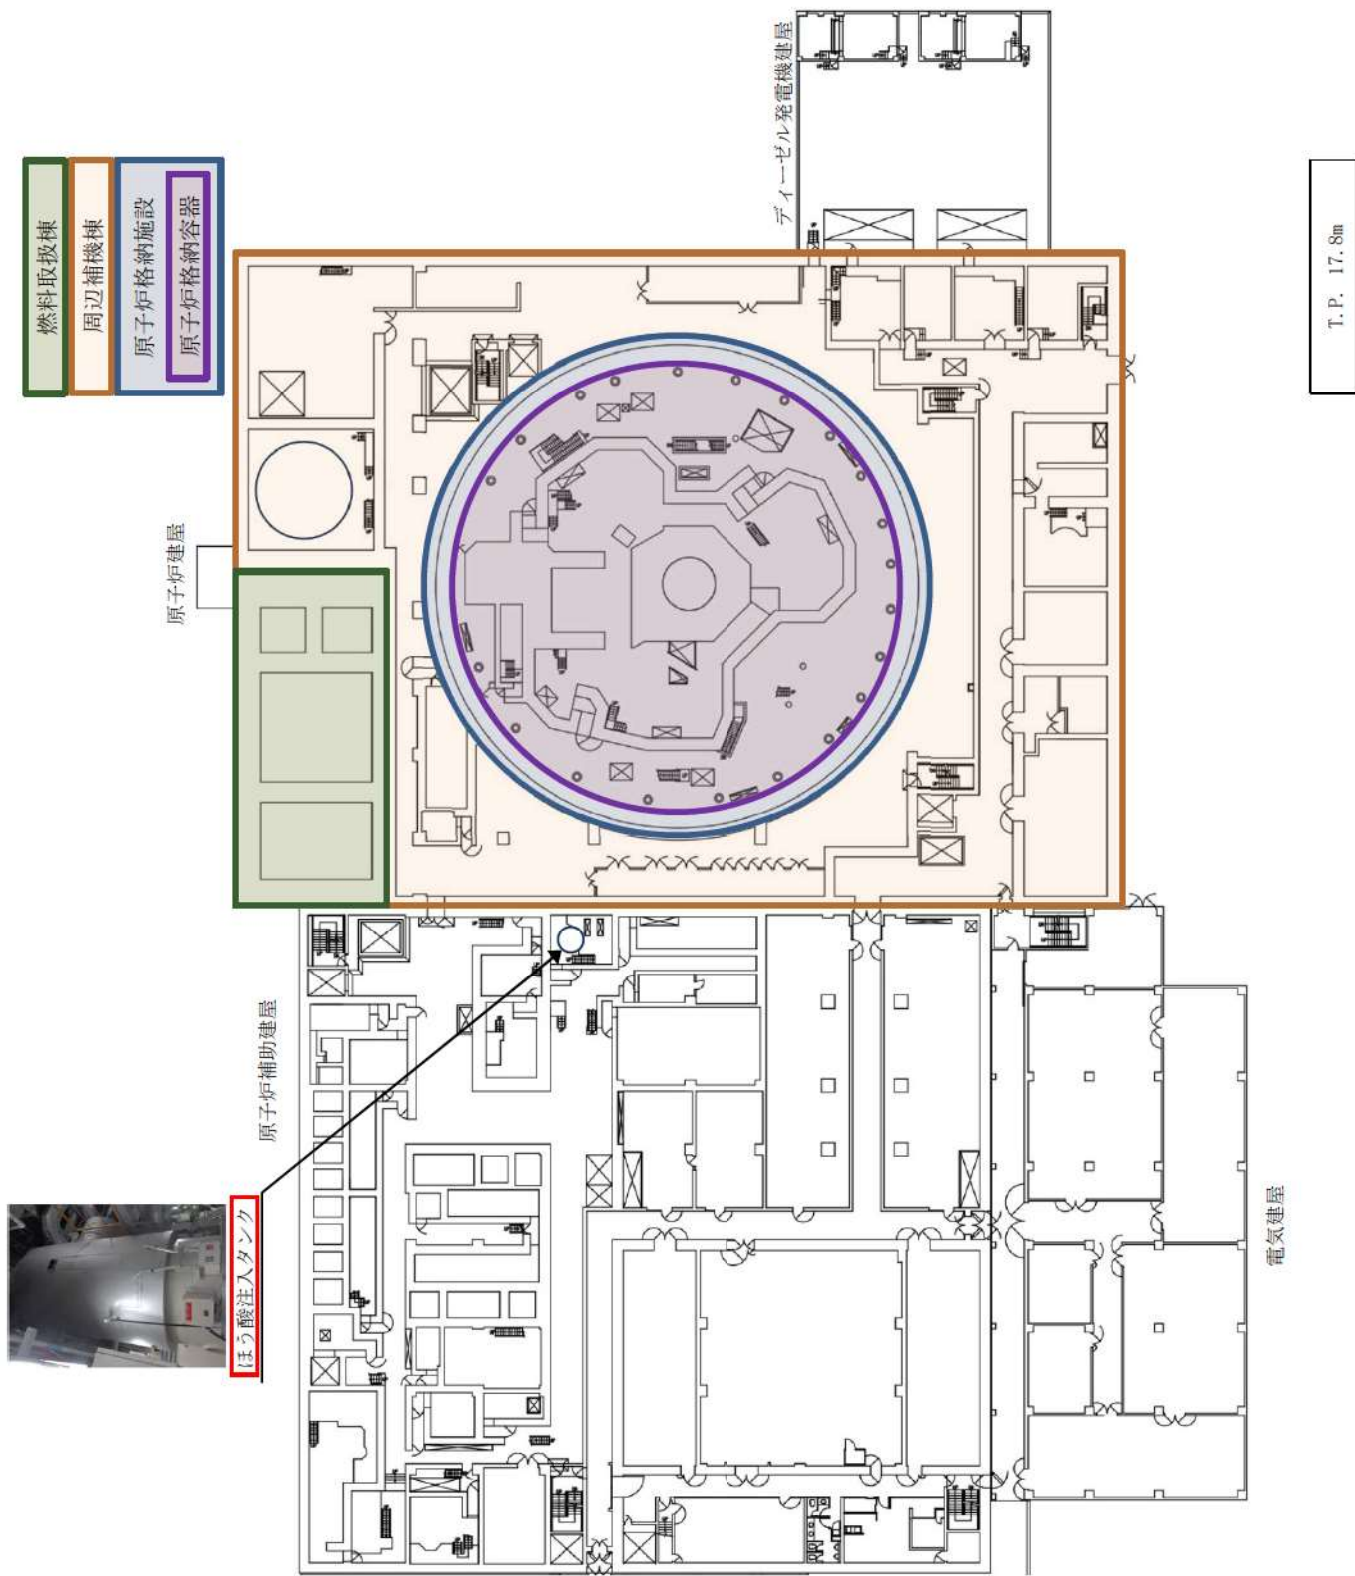 燃料取扱棟
周辺補機棟
原子炉格納施設
原子炉格納容器
ディーゼル発電機建屋
原子炉建屋
原子炉補助建屋
ほう酸注入タンク
電気建屋
T.P. 17.8m